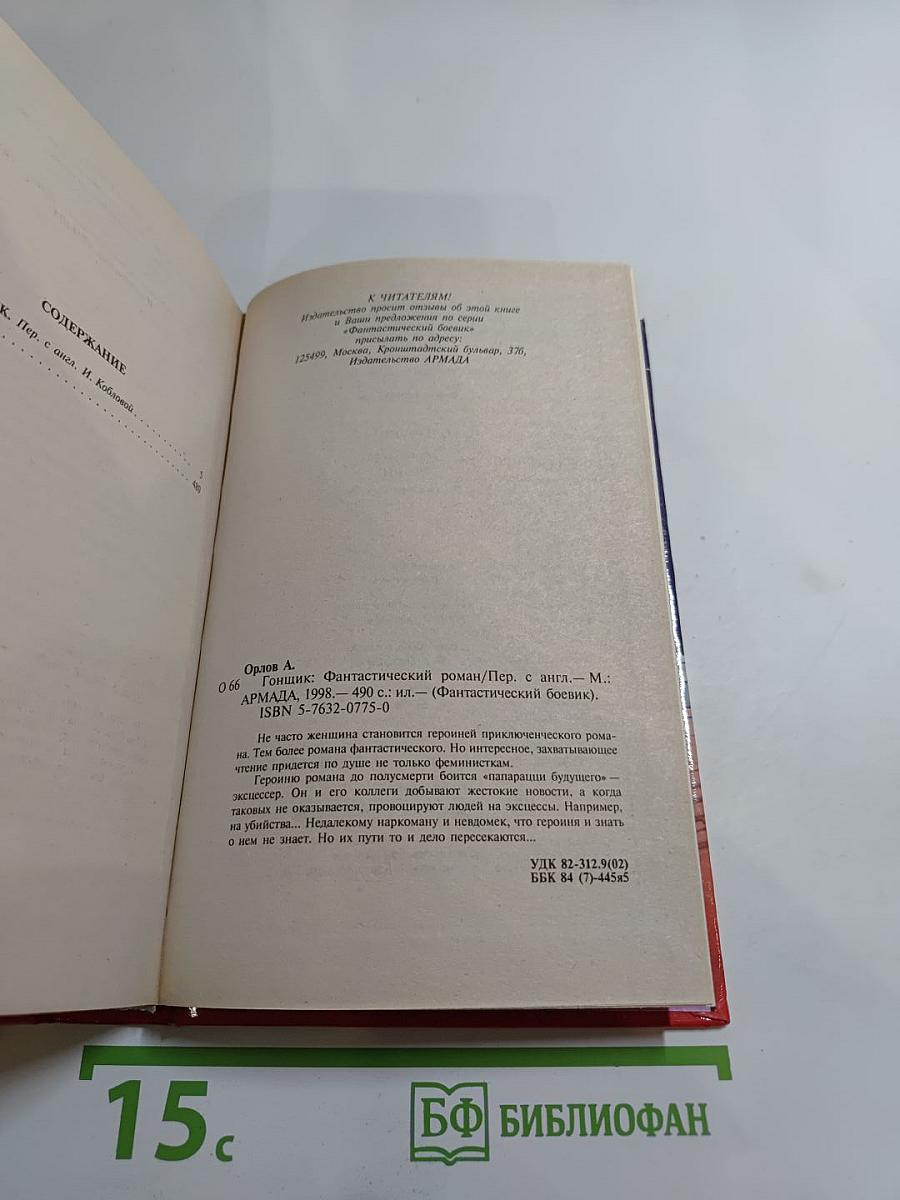 СОДЕРЖАНИЕ
К. Пер. с англ. И. Кобловой
5
480
К ЧИТАТЕЛЯМ!
Издательство просит отзывы об этой книге
и Ваши предложения по серии
«Фантастический боевик»
присылать по адресу:
125499, Москва, Кронштадтский бульвар, 37б,
Издательство АРМАДА
Орлов А.
О 66 Гонщик: Фантастический роман/Пер. с англ.— М.:
АРМАДА, 1998.— 490 с.: ил.— (Фантастический боевик).
ISBN 5-7632-0775-0
Не часто женщина становится героиней приключенческого рома-
на. Тем более романа фантастического. Но интересное, захватывающее
чтение придется по душе не только феминисткам.
Героиню романа до полусмерти боится «папарацци будущего» —
эксцессер. Он и его коллеги добывают жестокие новости, а когда
таковых не оказывается, провоцируют людей на эксцессы. Например,
на убийства... Недалекому наркоману и невдомек, что героиня и знать
о нем не знает. Но их пути то и дело пересекаются...
УДК 82-312.9(02)
ББК 84 (7)-445я5
15 с
БФ БИБЛИОФАН